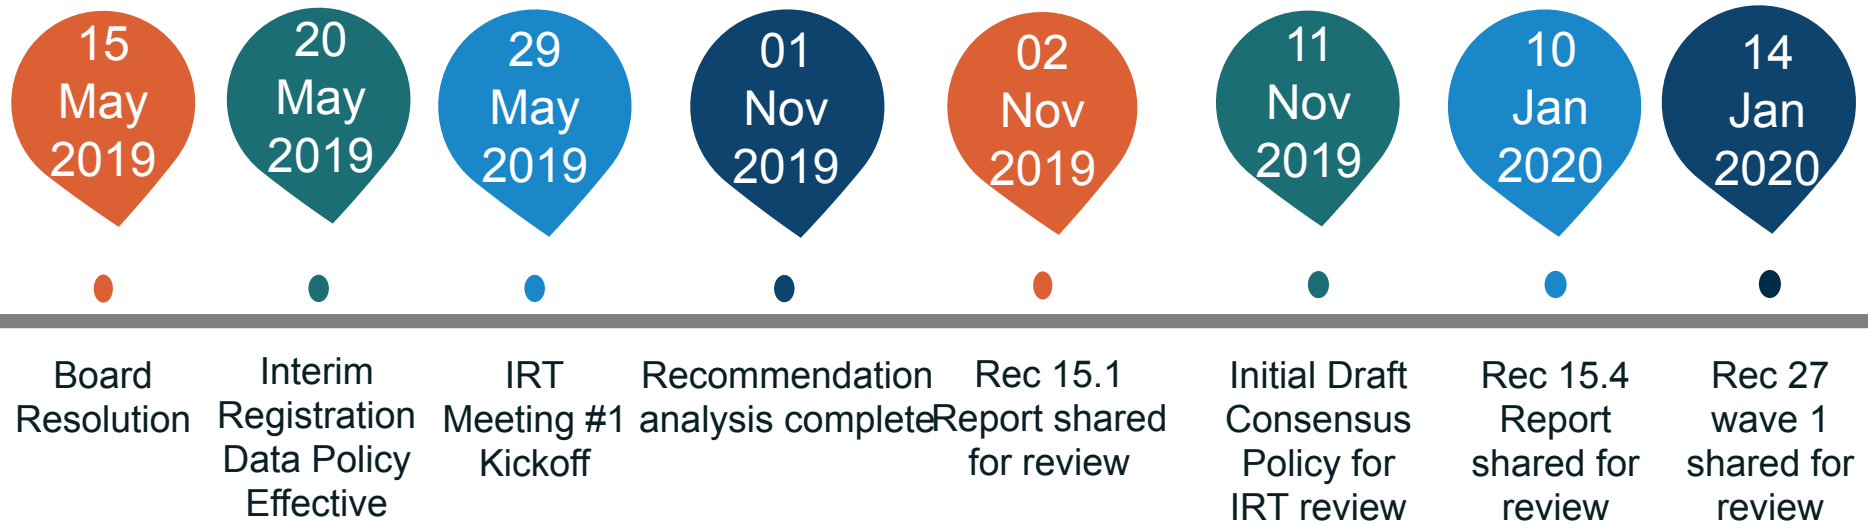 15
May
2019
20
May
2019
29
May
2019
01
Nov
2019
02
Nov
2019
11
Nov
2019
10
Jan
2020
14
Jan
2020
Board
Resolution
Interim
Registration
Data Policy
Effective
IRT
Meeting #1
Kickoff
Recommendation
analysis complete
Rec 15.1
Report shared
for review
Initial Draft
Consensus
Policy for
IRT review
Rec 15.4
Report
shared for
review
Rec 27
wave 1
shared for
review